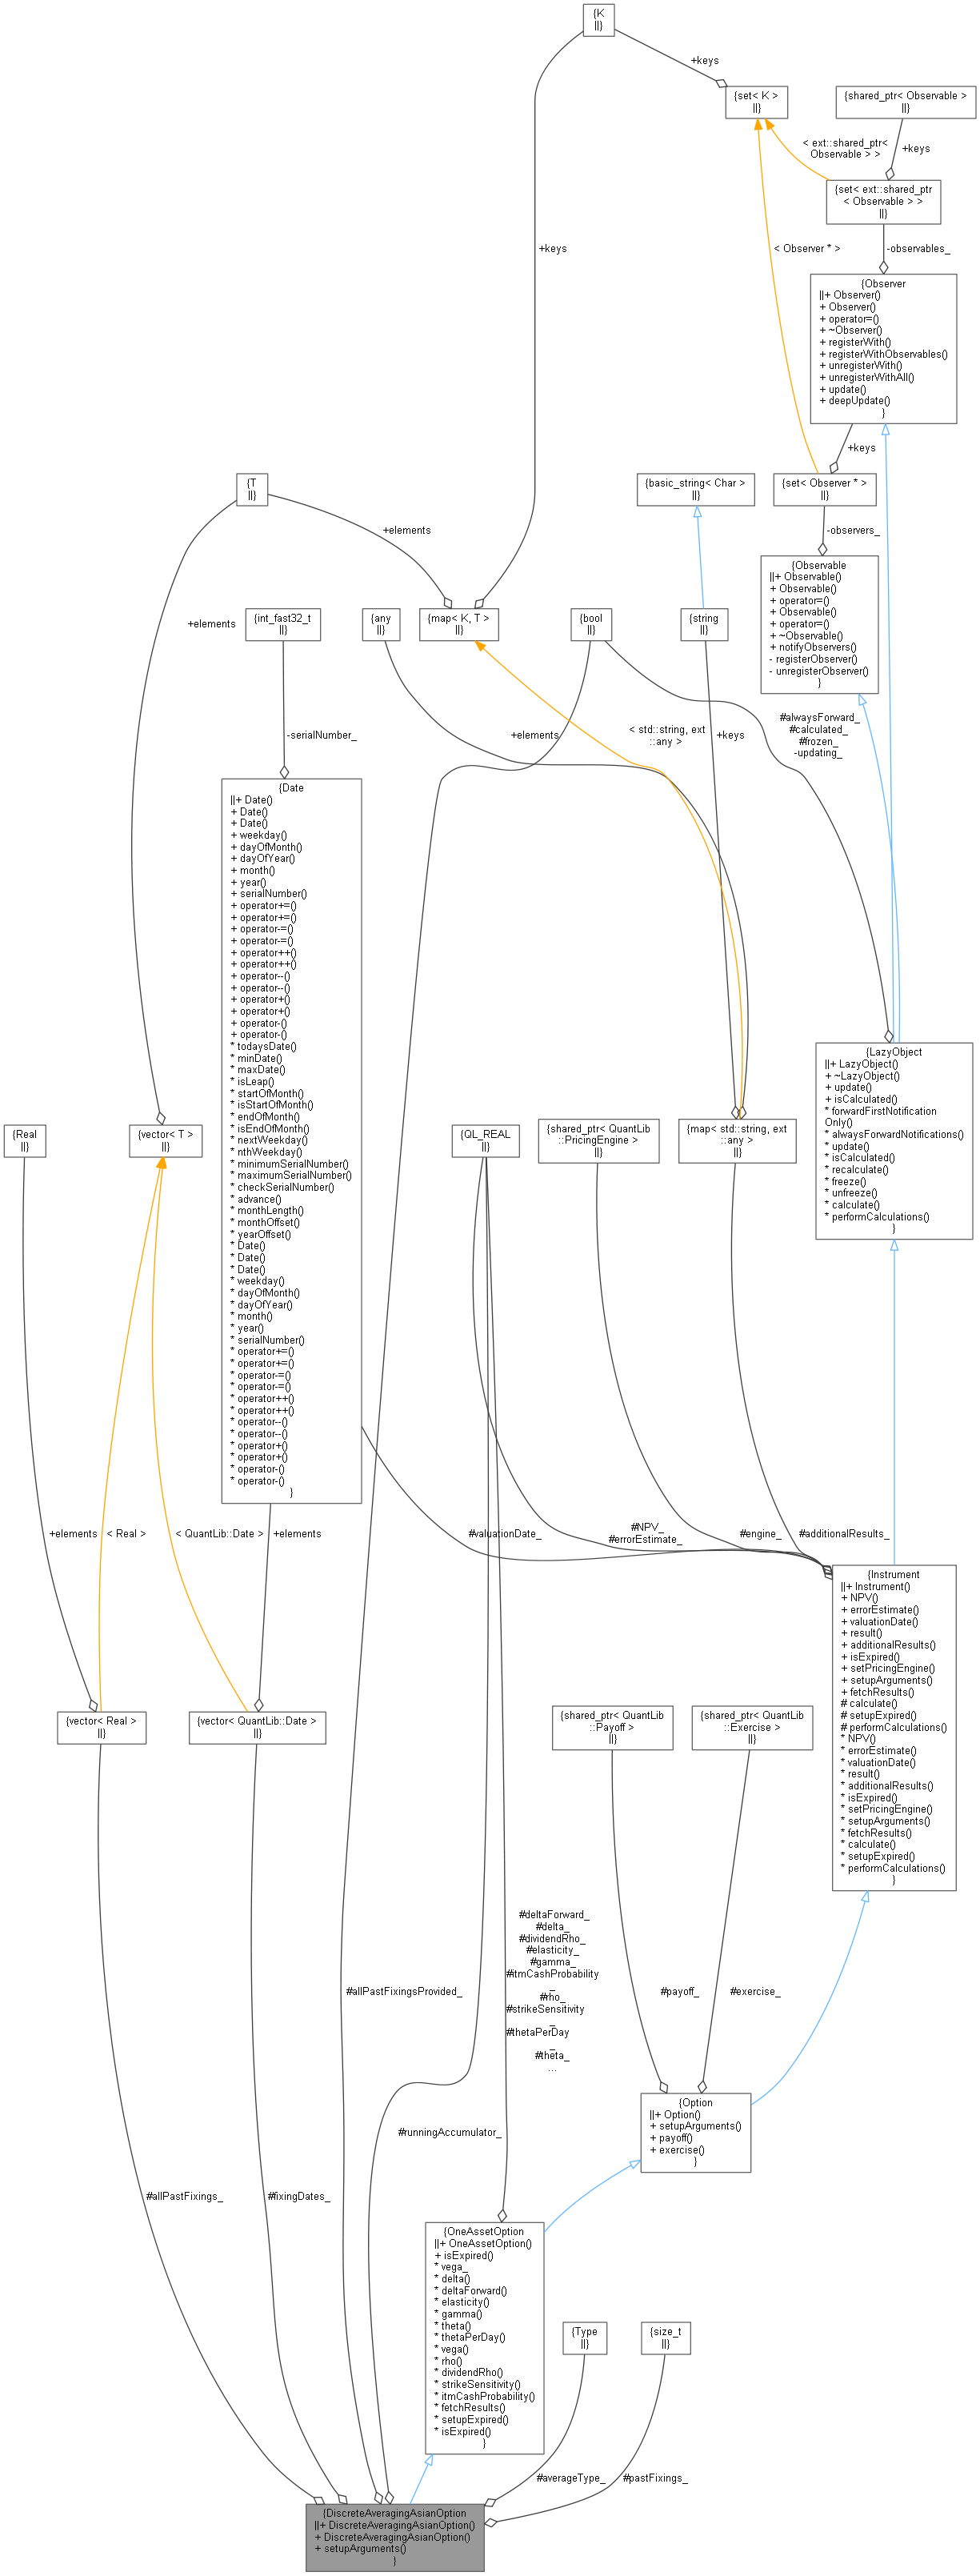 {K
||}
+keys
{set< K >
||}
{shared_ptr< Observable >
||}
< ext::shared_ptr<
Observable > >
+keys
{set< ext::shared_ptr
< Observable > >
||}
+keys
< Observer * >
-observables_
{Observer
||+ Observer()
+ Observer()
+ operator=()
+ ~Observer()
+ registerWith()
+ registerWithObservables()
+ unregisterWith()
+ unregisterWithAll()
+ update()
+ deepUpdate()
}
+keys
{T
||}
{basic_string< Char >
||}
{set< Observer * >
||}
+elements
-observers_
{Observable
||+ Observable()
+ Observable()
+ operator=()
+ Observable()
+ operator=()
+ ~Observable()
+ notifyObservers()
- registerObserver()
- unregisterObserver()
}
+elements
{int_fast32_t
||}
{any
||}
{map< K, T >
||}
{bool
||}
{string
||}
-serialNumber_
+elements
< std::string, ext
::any >
+keys
#alwaysForward_
#calculated_
#frozen_
-updating_
{Date
||+ Date()
+ Date()
+ Date()
+ weekday()
+ dayOfMonth()
+ dayOfYear()
+ month()
+ year()
+ serialNumber()
+ operator+=()
+ operator+=()
+ operator-=()
+ operator-=()
+ operator++()
+ operator++()
+ operator--()
+ operator--()
+ operator+()
+ operator+()
+ operator-()
+ operator-()
* todaysDate()
* minDate()
* maxDate()
* isLeap()
* startOfMonth()
* isStartOfMonth()
* endOfMonth()
* isEndOfMonth()
* nextWeekday()
* nthWeekday()
* minimumSerialNumber()
* maximumSerialNumber()
* checkSerialNumber()
* advance()
* monthLength()
* monthOffset()
* yearOffset()
* Date()
* Date()
* Date()
* weekday()
* dayOfMonth()
* dayOfYear()
* month()
* year()
* serialNumber()
* operator+=()
* operator+=()
* operator-=()
* operator-=()
* operator++()
* operator++()
* operator--()
* operator--()
* operator+()
* operator+()
* operator-()
* operator-()
}
{LazyObject
||+ LazyObject()
+ ~LazyObject()
+ update()
+ isCalculated()
* forwardFirstNotification
Only()
* alwaysForwardNotifications()
* update()
* isCalculated()
* recalculate()
* freeze()
* unfreeze()
* calculate()
* performCalculations()
}
{Real
||}
{vector< T >
||}
{QL_REAL
||}
{shared_ptr< QuantLib
::PricingEngine >
||}
{map< std::string, ext
::any >
||}
+elements
< Real >
< QuantLib::Date >
+elements
#valuationDate_
#NPV_
#errorEstimate_
#engine_
#additionalResults_
{Instrument
||+ Instrument()
+ NPV()
+ errorEstimate()
+ valuationDate()
+ result()
+ additionalResults()
+ isExpired()
+ setPricingEngine()
+ setupArguments()
+ fetchResults()
# calculate()
# setupExpired()
# performCalculations()
* NPV()
* errorEstimate()
* valuationDate()
* result()
* additionalResults()
* isExpired()
* setPricingEngine()
* setupArguments()
* fetchResults()
* calculate()
* setupExpired()
* performCalculations()
}
{vector< Real >
||}
{vector< QuantLib::Date >
||}
{shared_ptr< QuantLib
::Payoff >
||}
{shared_ptr< QuantLib
::Exercise >
||}
#allPastFixingsProvided_
#deltaForward_
#delta_
#dividendRho_
#elasticity_
#gamma_
#itmCashProbability
_
#rho_
#strikeSensitivity
_
#thetaPerDay
_
#theta_
...
#payoff_
#exercise_
{Option
||+ Option()
+ setupArguments()
+ payoff()
+ exercise()
}
#runningAccumulator_
#allPastFixings_
#fixingDates_
{OneAssetOption
||+ OneAssetOption()
+ isExpired()
* vega_
* delta()
* deltaForward()
* elasticity()
* gamma()
* theta()
* thetaPerDay()
* vega()
* rho()
* dividendRho()
* strikeSensitivity()
* itmCashProbability()
* fetchResults()
* setupExpired()
* isExpired()
}
{Type
||}
{size_t
||}
#averageType_
#pastFixings_
{DiscreteAveragingAsianOption
||+ DiscreteAveragingAsianOption()
+ DiscreteAveragingAsianOption()
+ setupArguments()
}